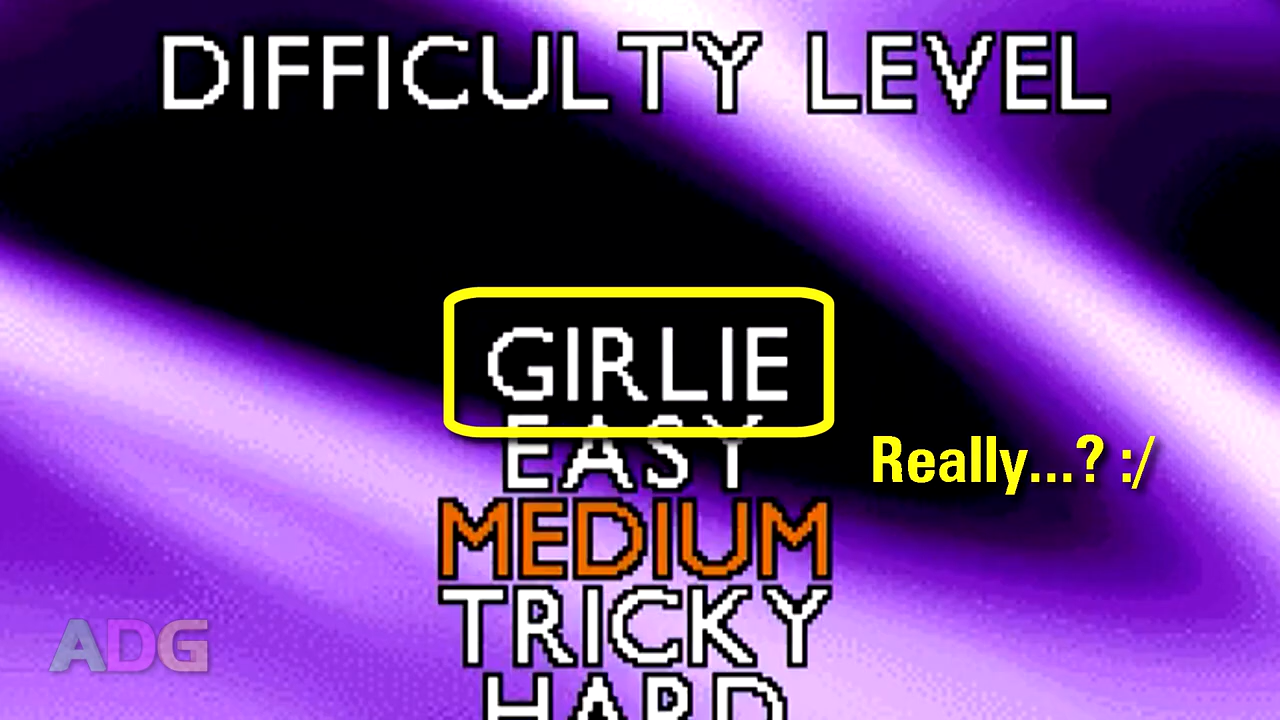 DIFFICULTY LEVEL
GIRLIE
EASY
Really...? :/
MEDIUM
TRICKY
HARD
ADG